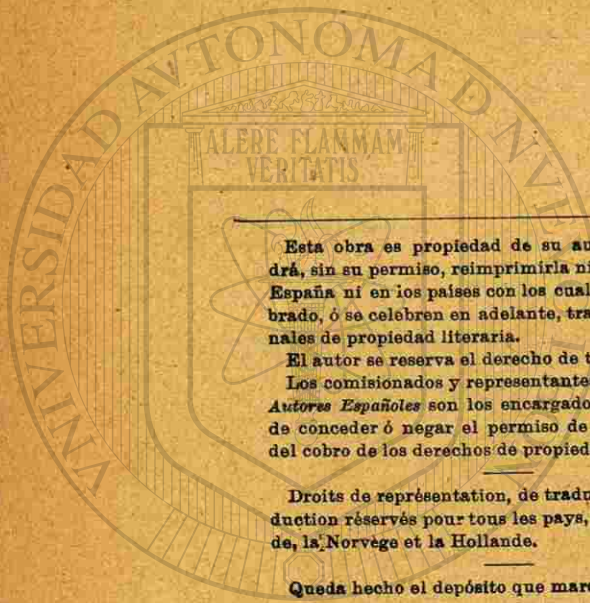 UNIVERSIDAD AUTONOMA D NUE
ALERE FLAMMAM
VERITATIS
Esta obra es propiedad de su au
drá, sin su permiso, reimprimirla ni
España ni en los países con los cual
brado, ó se celebren en adelante, tra
nales de propiedad literaria.
El autor se reserva el derecho de t
Los comisionados y representante
Autores Españoles son los encargado
de conceder ó negar el permiso de
del cobro de los derechos de propied
Droits de représentation, de tradu
duction réservés pour tous les pays,
de, la Norvège et la Hollande.
Queda hecho el depósito que marc